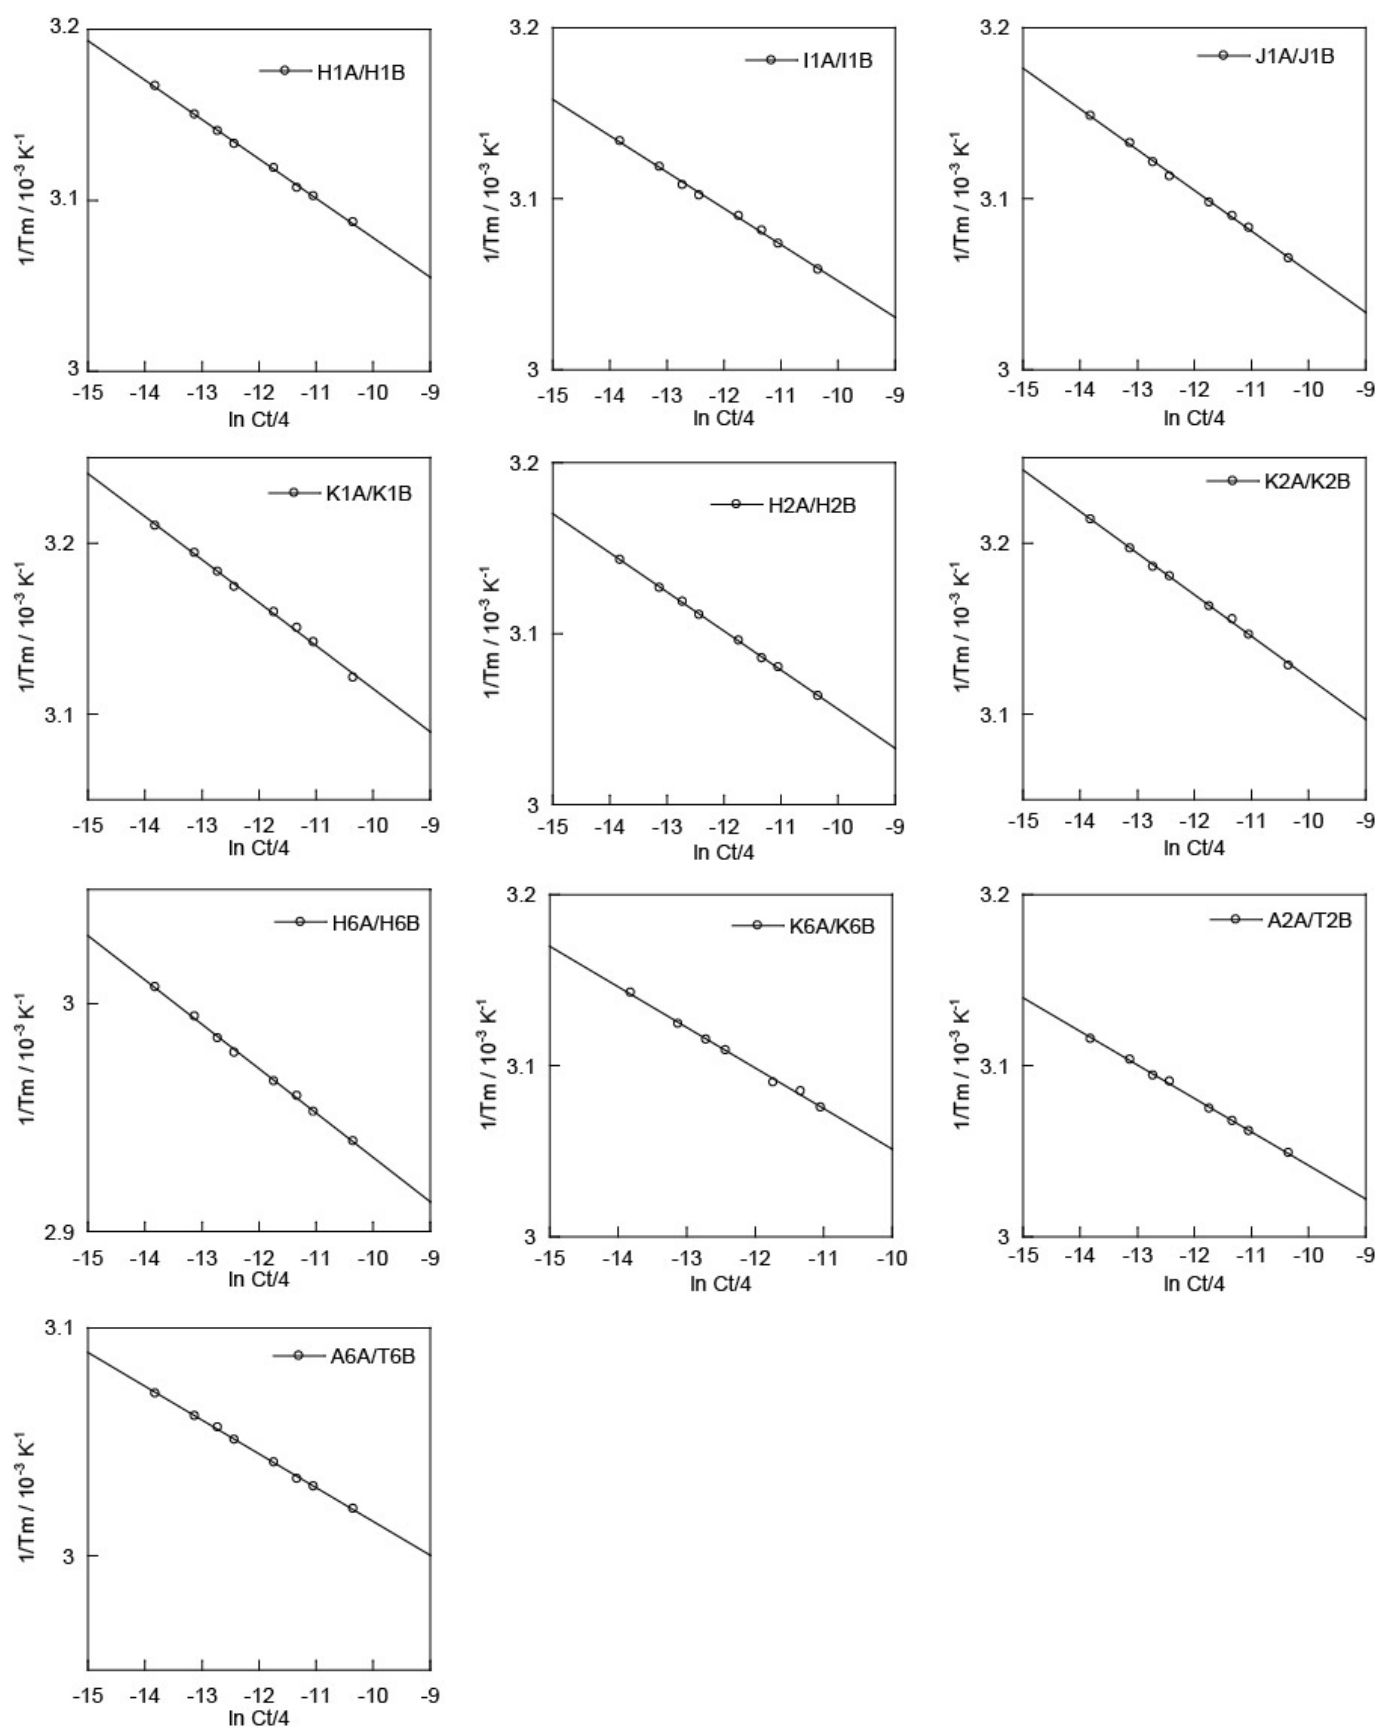 3.2
H1A/H1B
3.1
3
1/Tm / 10⁻³ K⁻¹
-15 -14 -13 -12 -11 -10 -9
ln Ct/4
3.2
I1A/I1B
3.1
3
1/Tm / 10⁻³ K⁻¹
-15 -14 -13 -12 -11 -10 -9
ln Ct/4
3.2
J1A/J1B
3.1
3
1/Tm / 10⁻³ K⁻¹
-15 -14 -13 -12 -11 -10 -9
ln Ct/4
K1A/K1B
3.2
3.1
1/Tm / 10⁻³ K⁻¹
-15 -14 -13 -12 -11 -10 -9
ln Ct/4
3.2
H2A/H2B
3.1
3
1/Tm / 10⁻³ K⁻¹
-15 -14 -13 -12 -11 -10 -9
ln Ct/4
K2A/K2B
3.2
3.1
1/Tm / 10⁻³ K⁻¹
-15 -14 -13 -12 -11 -10 -9
ln Ct/4
H6A/H6B
3
2.9
1/Tm / 10⁻³ K⁻¹
-15 -14 -13 -12 -11 -10 -9
ln Ct/4
3.2
K6A/K6B
3.1
3
1/Tm / 10⁻³ K⁻¹
-15 -14 -13 -12 -11 -10
ln Ct/4
3.2
A2A/T2B
3.1
3
1/Tm / 10⁻³ K⁻¹
-15 -14 -13 -12 -11 -10 -9
ln Ct/4
3.1
A6A/T6B
3
1/Tm / 10⁻³ K⁻¹
-15 -14 -13 -12 -11 -10 -9
ln Ct/4